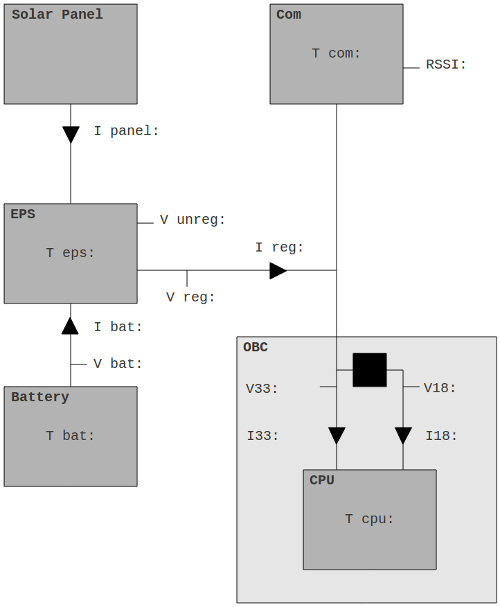 Solar Panel
Com
T com:
RSSI:
I panel:
EPS
V unreg:
T eps:
I reg:
V reg:
I bat:
V bat:
OBC
Battery
V33:
V18:
T bat:
I33:
I18:
CPU
T cpu: